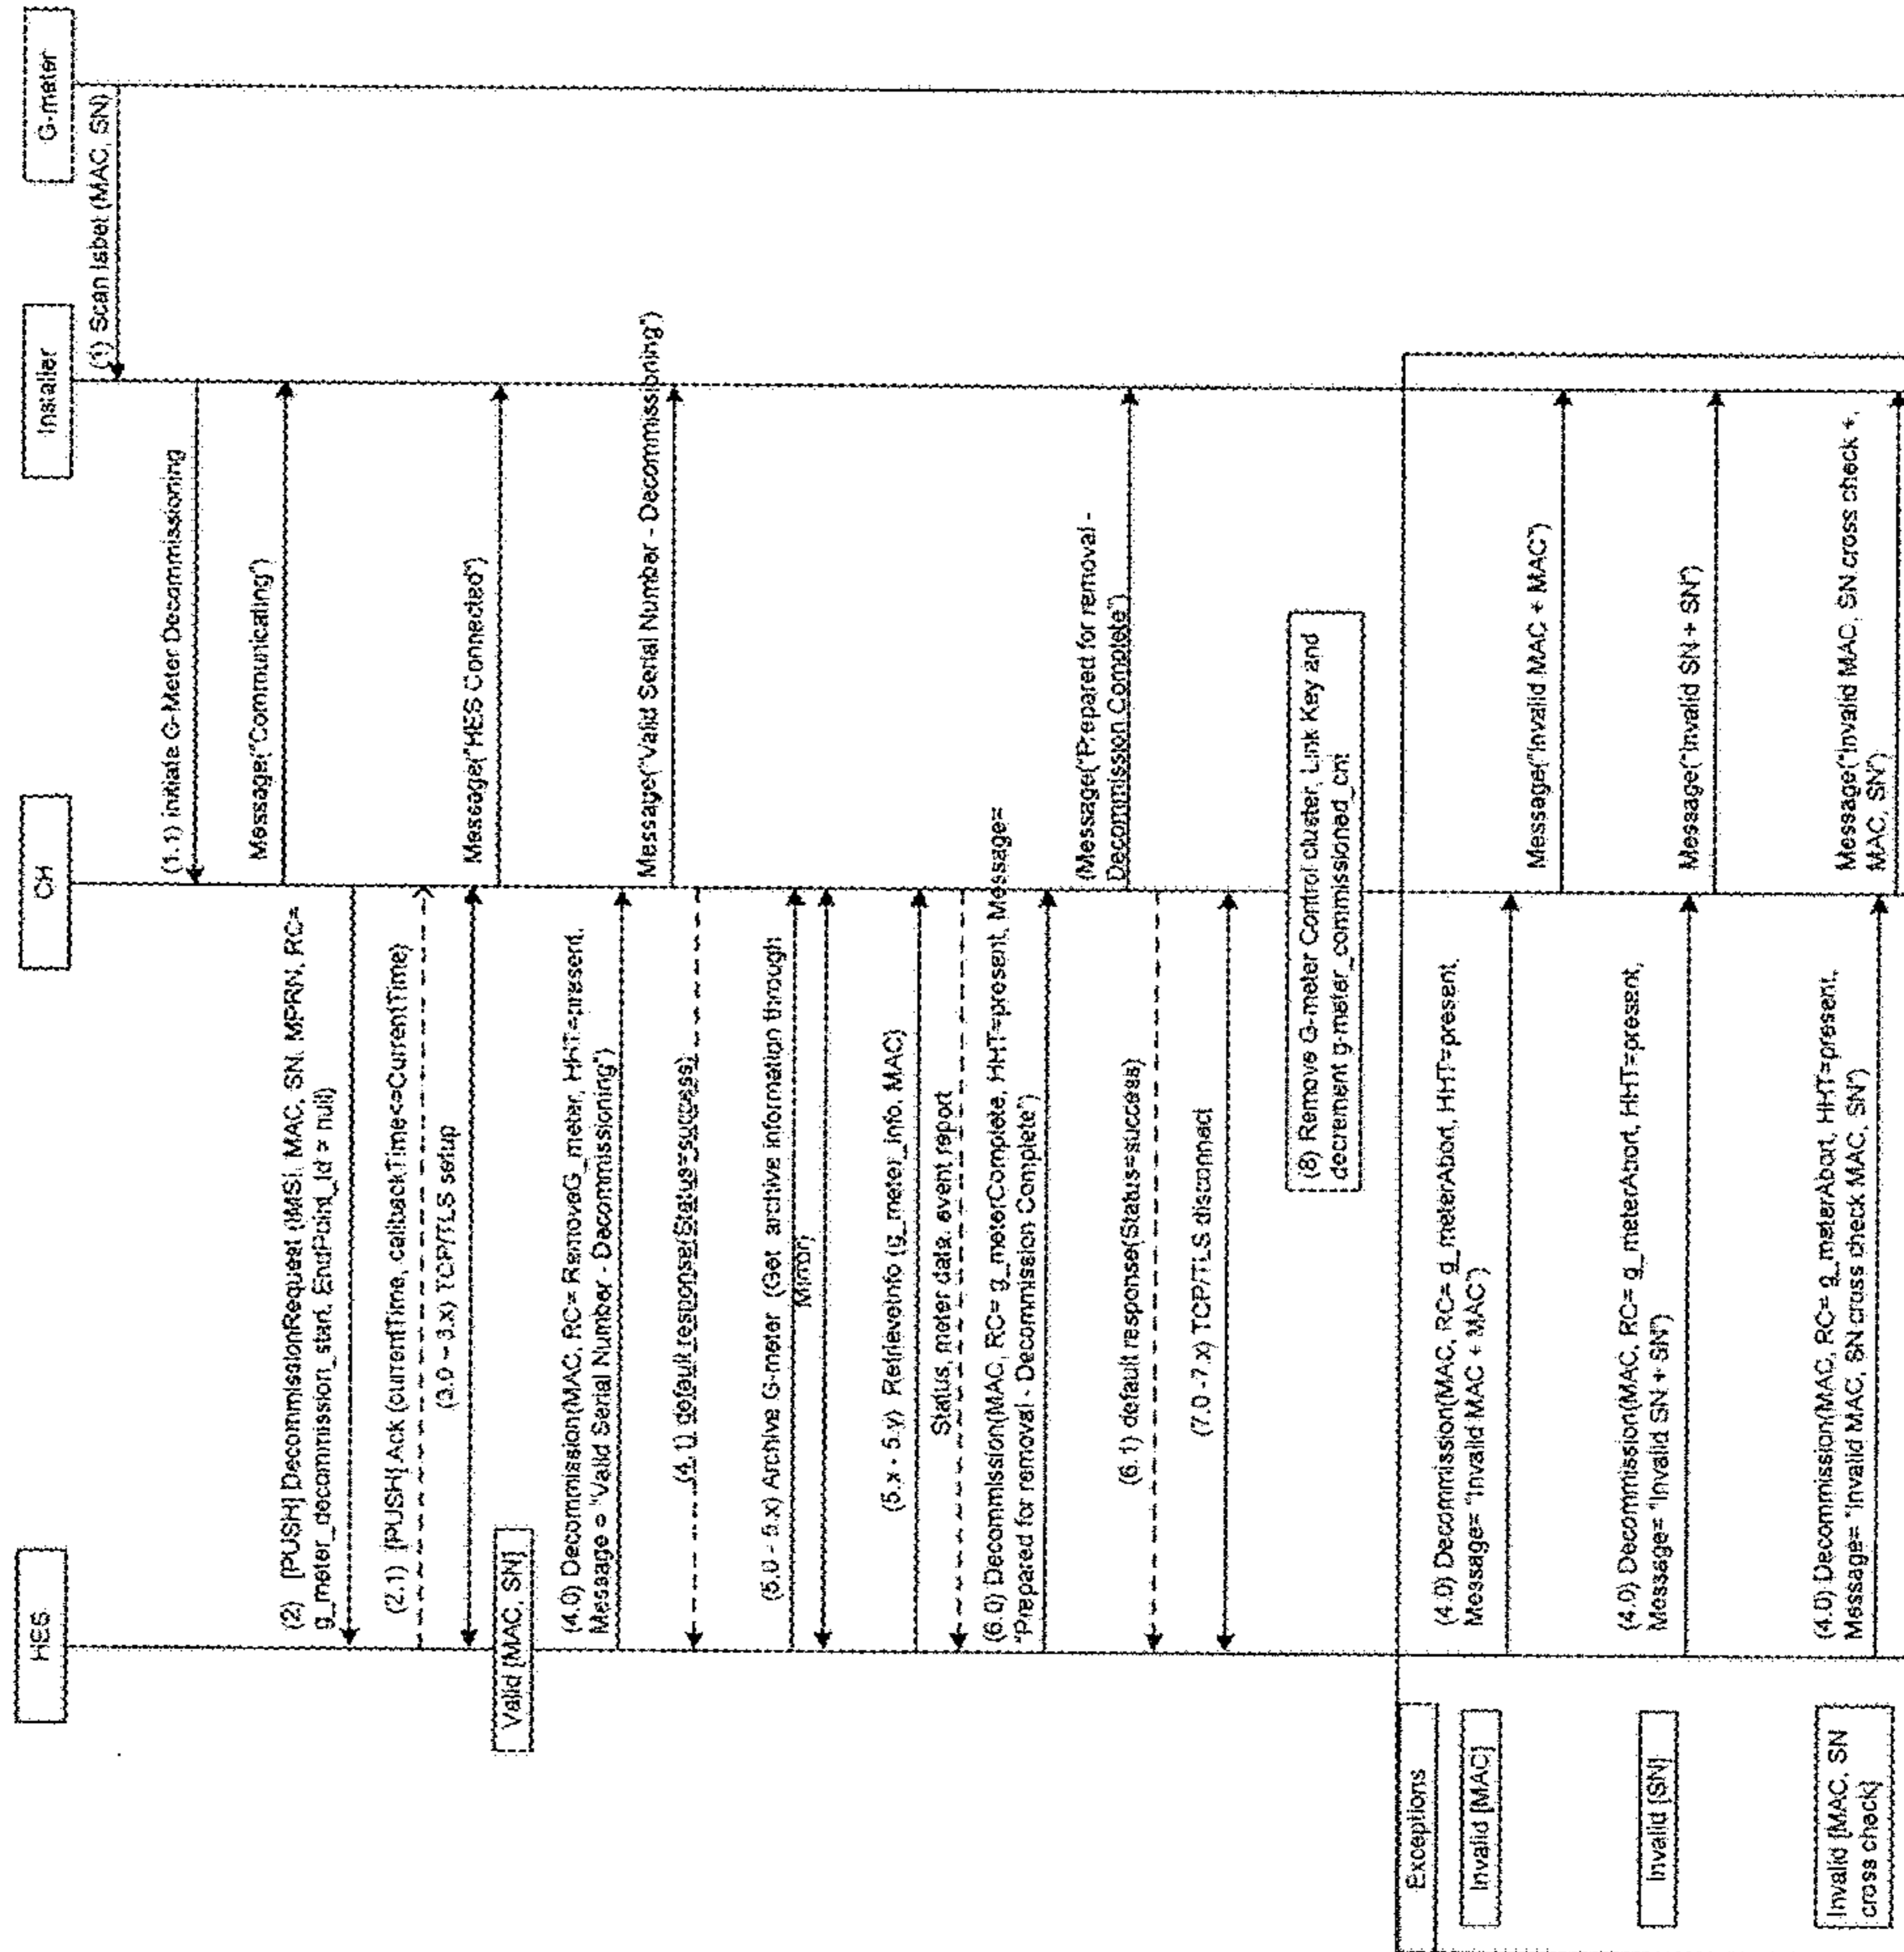 HES
CH
Installer
G-meter
(1) Scan label (MAC, SN)
(1.1) initiate G-Meter Decommissioning
Message("Communicating")
(2) [PUSH] DecommissionRequest (IMSI, MAC, SN, MPRN, RC=
g_meter_decommission_start, EndPoint_Id = null)
(2.1) [PUSH] Ack (currentTime, callbackTime<=CurrentTime)
(3.0 - 3.x) TCP/TLS setup
Message("HES Connected")
Valid [MAC, SN]
(4.0) Decommission(MAC, RC= RemoveG_meter, HHT=present,
Message = "Valid Serial Number - Decommissioning")
Message("Valid Serial Number - Decommissioning")
(4.1) default response(Status=success)
(5.0 - 5.x) Archive G-meter (Get archive information through
Mirror)
(5.x - 5.y) RetrieveInfo (g_meter_info, MAC)
Status, meter data, event report
(6.0) Decommission(MAC, RC= g_meterComplete, HHT=present, Message=
"Prepared for removal - Decommission Complete")
(Message("Prepared for removal -
Decommission Complete")
(6.1) default response(Status=success)
(7.0 -7.x) TCP/TLS disconnect
(8) Remove G-meter Control cluster, Link Key and
decrement g-meter_commissioned_cnt
Exceptions
Invalid [MAC]
(4.0) Decommission(MAC, RC= g_meterAbort, HHT=present,
Message= "Invalid MAC + MAC")
Message("Invalid MAC + MAC")
Invalid [SN]
(4.0) Decommission(MAC, RC= g_meterAbort, HHT=present,
Message= "Invalid SN + SN")
Message("Invalid SN + SN")
Invalid [MAC, SN
cross check]
(4.0) Decommission(MAC, RC= g_meterAbort, HHT=present,
Message= "Invalid MAC, SN cross check MAC, SN")
Message("Invalid MAC, SN cross check +,
MAC, SN")